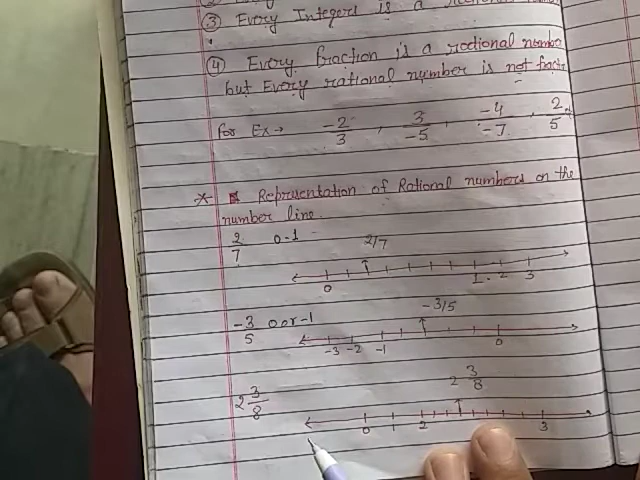 ③ Every Integers is a
④ Every fraction is a rational number
but Every rational number is not
for Ex → -2/3 , 3/-5 , -4/-7 , 2/5
* Representation of Rational numbers on the
number line.
2/7 0-1 2/7
0 1 2 3
-3/5 0 or -1 -3/5
-3 -2 -1 0
2 3/8 2 3/8
0 1 2 3